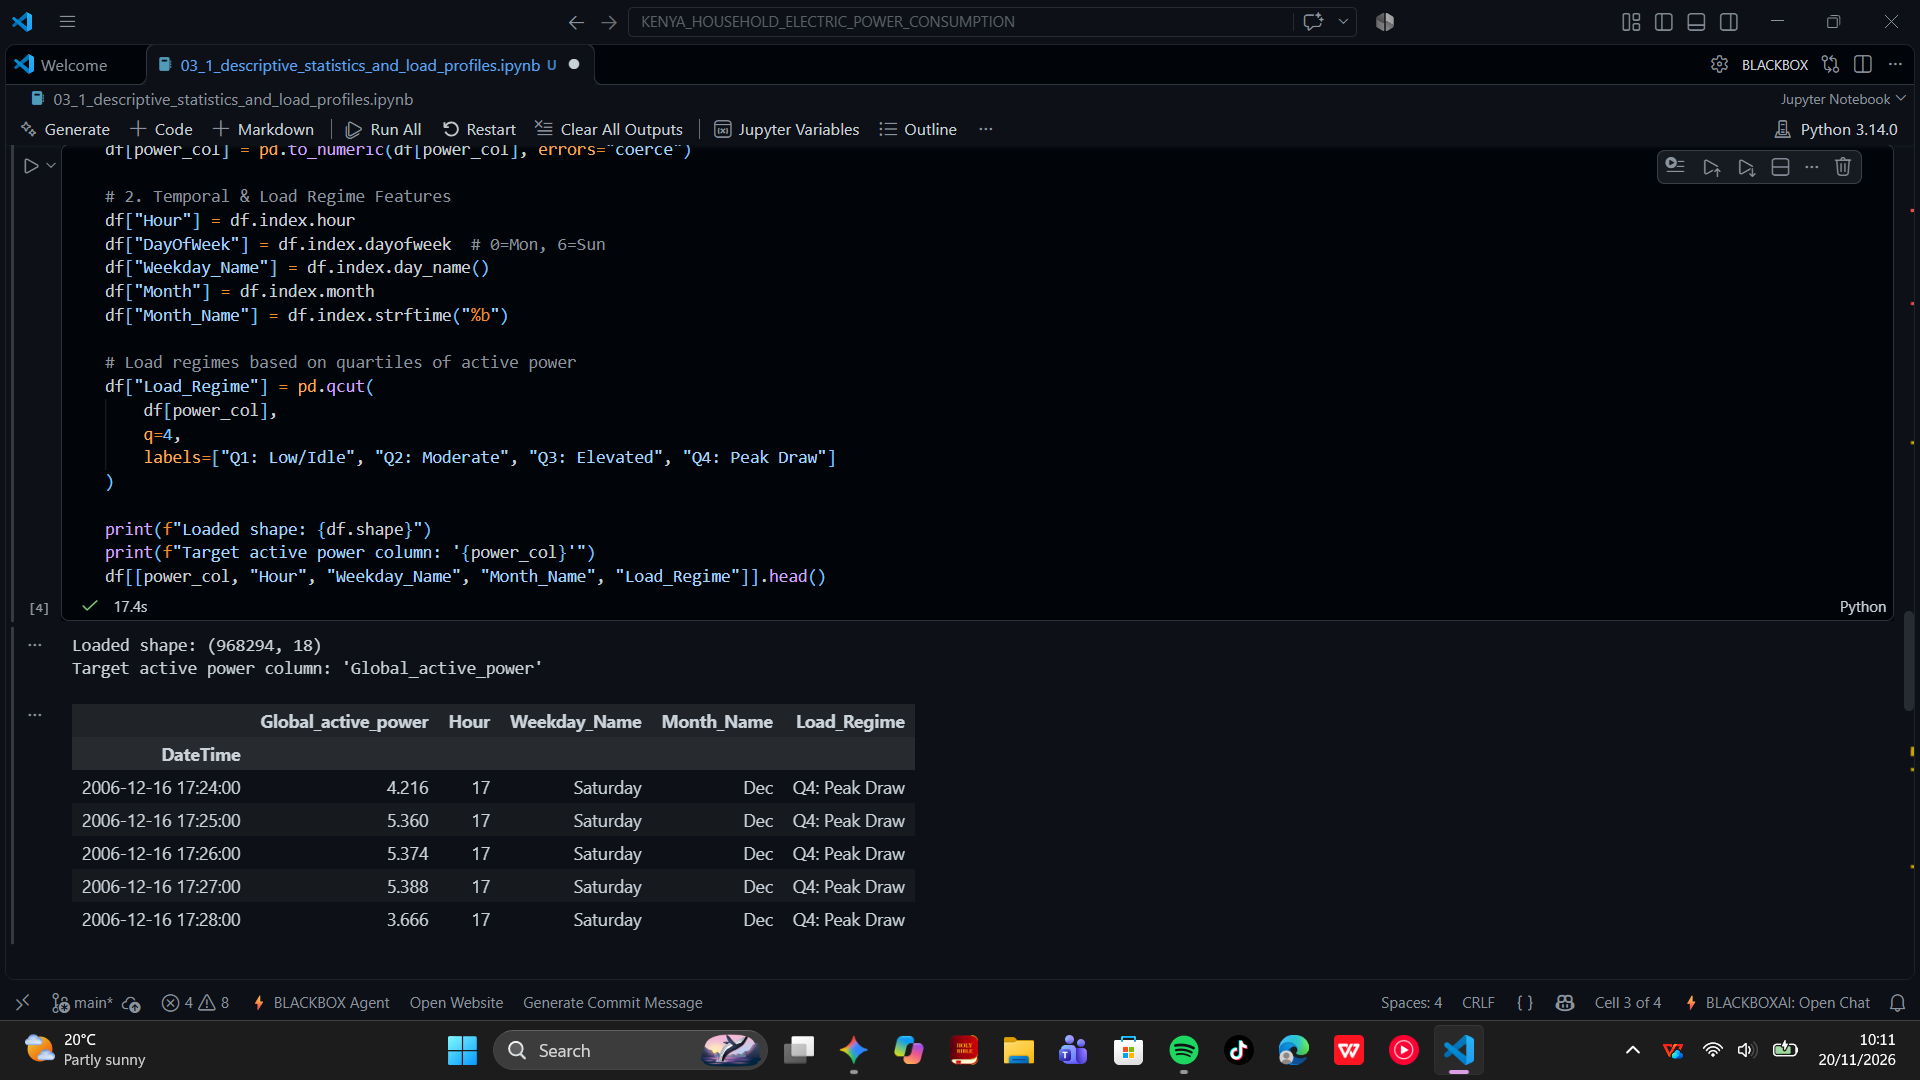 KENYA_HOUSEHOLD_ELECTRIC_POWER_CONSUMPTION
Welcome
03_1_descriptive_statistics_and_load_profiles.ipynb U
BLACKBOX
03_1_descriptive_statistics_and_load_profiles.ipynb
Jupyter Notebook
Generate + Code + Markdown Run All Restart Clear All Outputs Jupyter Variables Outline ...
Python 3.14.0
df[power_col] = pd.to_numeric(df[power_col], errors="coerce")
# 2. Temporal & Load Regime Features
df["Hour"] = df.index.hour
df["DayOfWeek"] = df.index.dayofweek  # 0=Mon, 6=Sun
df["Weekday_Name"] = df.index.day_name()
df["Month"] = df.index.month
df["Month_Name"] = df.index.strftime("%b")
# Load regimes based on quartiles of active power
df["Load_Regime"] = pd.qcut(
    df[power_col],
    q=4,
    labels=["Q1: Low/Idle", "Q2: Moderate", "Q3: Elevated", "Q4: Peak Draw"]
)
print(f"Loaded shape: {df.shape}")
print(f"Target active power column: '{power_col}'")
df[[power_col, "Hour", "Weekday_Name", "Month_Name", "Load_Regime"]].head()
[4] 17.4s
Python
Loaded shape: (968294, 18)
Target active power column: 'Global_active_power'
Global_active_power Hour Weekday_Name Month_Name Load_Regime
DateTime
2006-12-16 17:24:00 4.216 17 Saturday Dec Q4: Peak Draw
2006-12-16 17:25:00 5.360 17 Saturday Dec Q4: Peak Draw
2006-12-16 17:26:00 5.374 17 Saturday Dec Q4: Peak Draw
2006-12-16 17:27:00 5.388 17 Saturday Dec Q4: Peak Draw
2006-12-16 17:28:00 3.666 17 Saturday Dec Q4: Peak Draw
main* 4 8 BLACKBOX Agent Open Website Generate Commit Message
Spaces: 4 CRLF { } Cell 3 of 4 BLACKBOXAI: Open Chat
20°C
Partly sunny
Search
HOLY BIBLE
10:11
20/11/2026